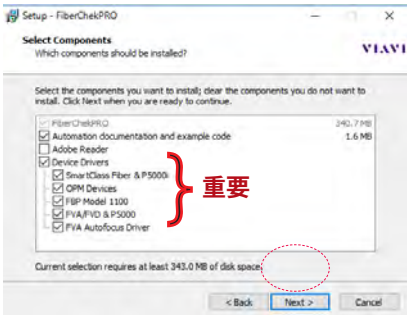 Setup - FiberChekPRO
Select Components
Which components should be installed?
VIAVI
Select the components you want to install; clear the components you do not want to
install. Click Next when you are ready to continue.
FiberChekPRO 340.7 MB
Automation documentation and example code 1.6 MB
Adobe Reader
Device Drivers
SmartClass Fiber & P5000i
OPM Devices
FBP Model 1100
FVA/FVD & P5000
FVA Autofocus Driver
重要
Current selection requires at least 343.0 MB of disk space.
< Back Next > Cancel